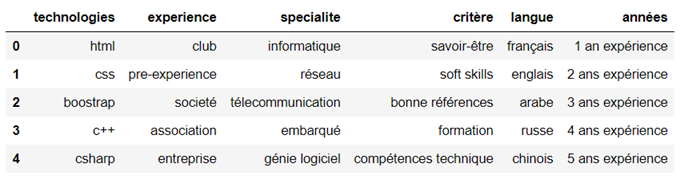 technologies experience specialite critère langue années
0 html club informatique savoir-être français 1 an expérience
1 css pre-experience réseau soft skills englais 2 ans expérience
2 boostrap societé télecommunication bonne références arabe 3 ans expérience
3 c++ association embarqué formation russe 4 ans expérience
4 csharp entreprise génie logiciel compétences technique chinois 5 ans expérience